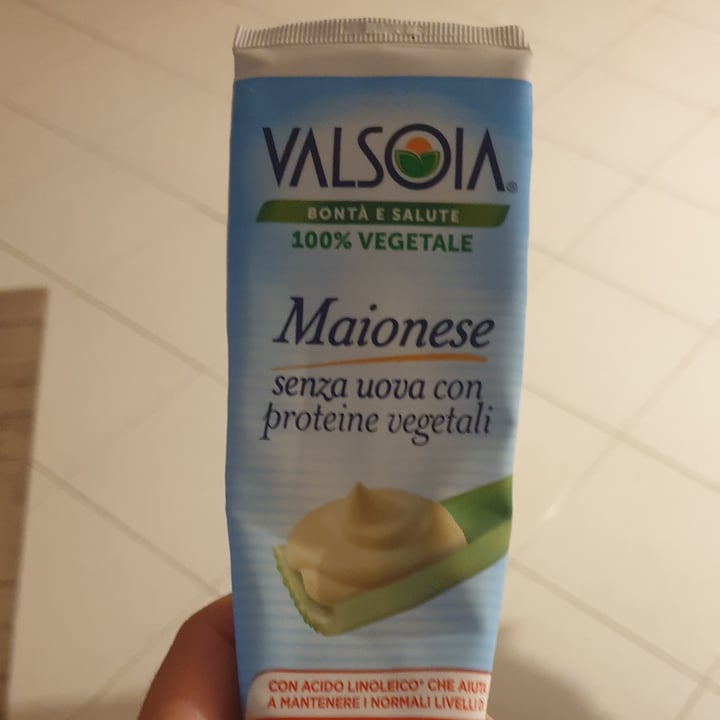 VALSOIA®
BONTÀ E SALUTE
100% VEGETALE
Maionese
senza uova con
proteine vegetali
CON ACIDO LINOLEICO* CHE AIUTA
A MANTENERE I NORMALI LIVELLI